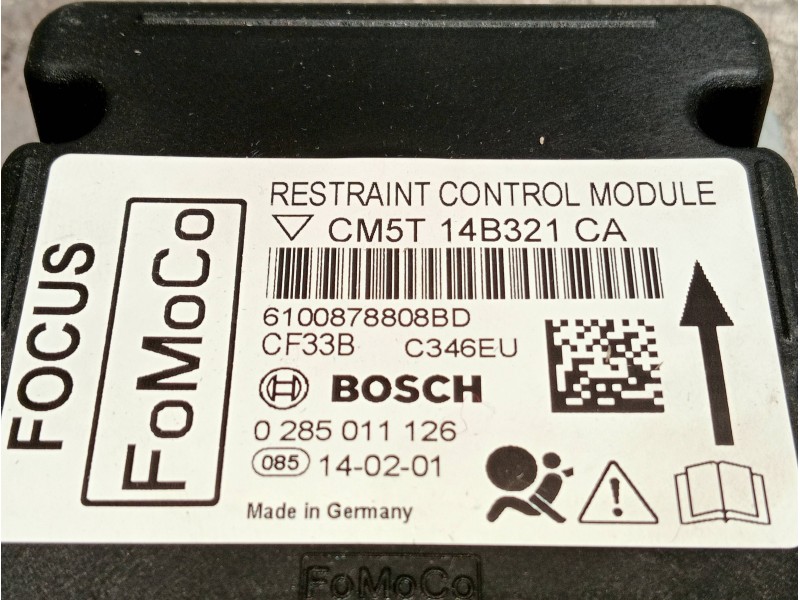 RESTRAINT CONTROL MODULE
CM5T 14B321 CA
6100878808BD
CF33B C346EU
BOSCH
0 285 011 126
085 14-02-01
Made in Germany
FOCUS
FoMoCo
FoMoCo